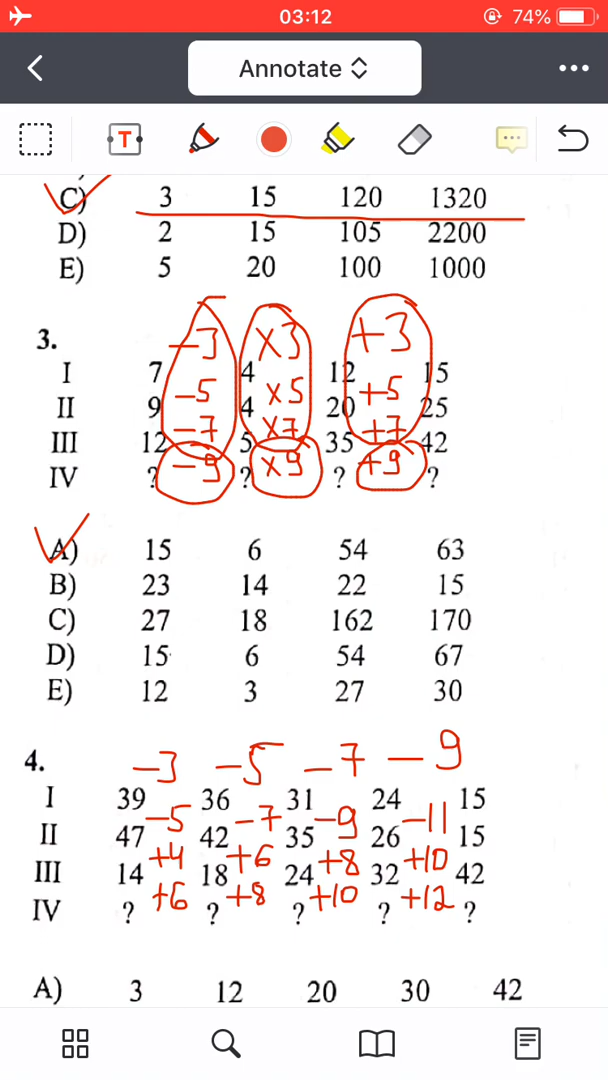 03:12 74%
Annotate
T
C) 3 15 120 1320
D) 2 15 105 2200
E) 5 20 100 1000
3. -3 x3 +3
I 7 4 12 15
-5 x5 +5
II 9 4 20 25
-7 x7 +7
III 12 5 35 42
-9 x9 +9
IV ? ? ? ?
A) 15 6 54 63
B) 23 14 22 15
C) 27 18 162 170
D) 15 6 54 67
E) 12 3 27 30
4. -3 -5 -7 -9
I 39 36 31 24 15
-5 -7 -9 -11
II 47 42 35 26 15
+4 +6 +8 +10
III 14 18 24 32 42
+6 +8 +10 +12
IV ? ? ? ? ?
A) 3 12 20 30 42